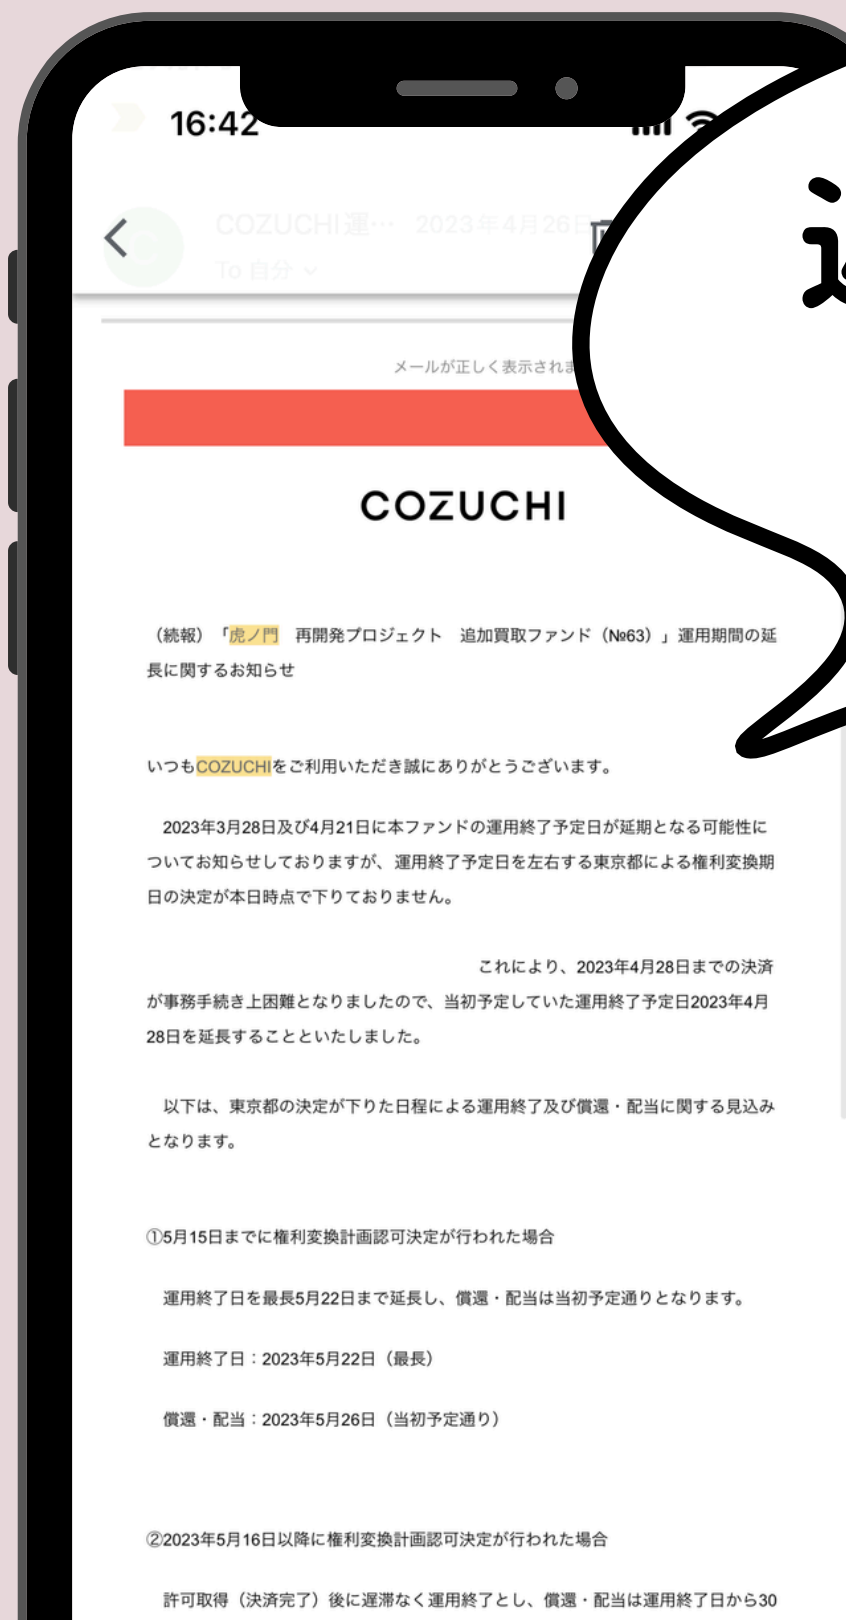 16:42
COZUCHI運… 2023年4月26日
To 自分
メールが正しく表示されま
COZUCHI
（続報）「虎ノ門　再開発プロジェクト　追加買取ファンド（№63）」運用期間の延
長に関するお知らせ
いつもCOZUCHIをご利用いただき誠にありがとうございます。
2023年3月28日及び4月21日に本ファンドの運用終了予定日が延期となる可能性に
ついてお知らせしておりますが、運用終了予定日を左右する東京都による権利変換期
日の決定が本日時点で下りておりません。
これにより、2023年4月28日までの決済
が事務手続き上困難となりましたので、当初予定していた運用終了予定日2023年4月
28日を延長することといたしました。
以下は、東京都の決定が下りた日程による運用終了及び償還・配当に関する見込み
となります。
①5月15日までに権利変換計画認可決定が行われた場合
運用終了日を最長5月22日まで延長し、償還・配当は当初予定通りとなります。
運用終了日：2023年5月22日（最長）
償還・配当：2023年5月26日（当初予定通り）
②2023年5月16日以降に権利変換計画認可決定が行われた場合
許可取得（決済完了）後に遅滞なく運用終了とし、償還・配当は運用終了日から30